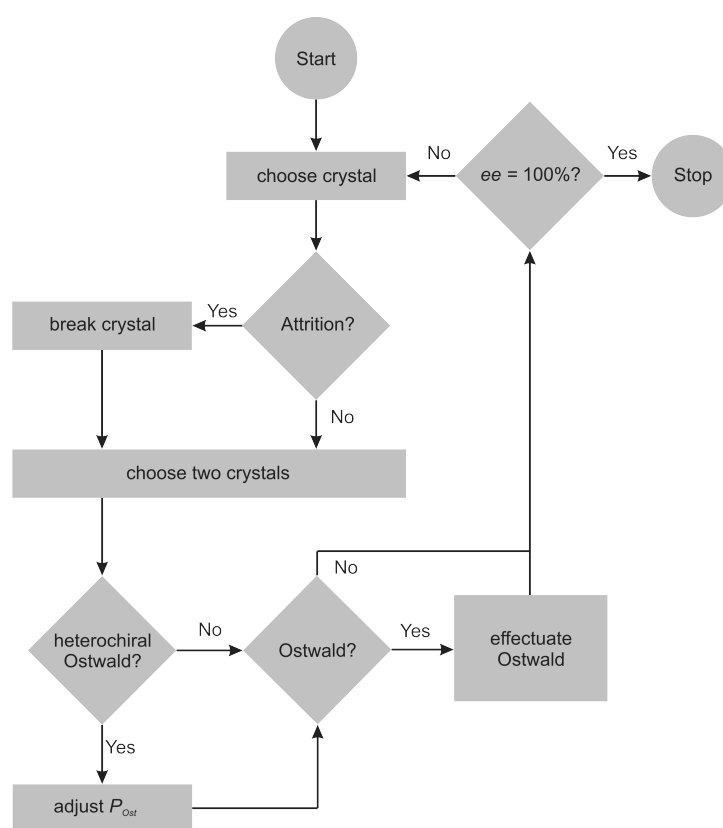 Start
No
Yes
choose crystal
ee = 100%?
Stop
Yes
break crystal
Attrition?
No
choose two crystals
No
heterochiral
Ostwald?
No
Ostwald?
Yes
effectuate
Ostwald
Yes
adjust P_Ost